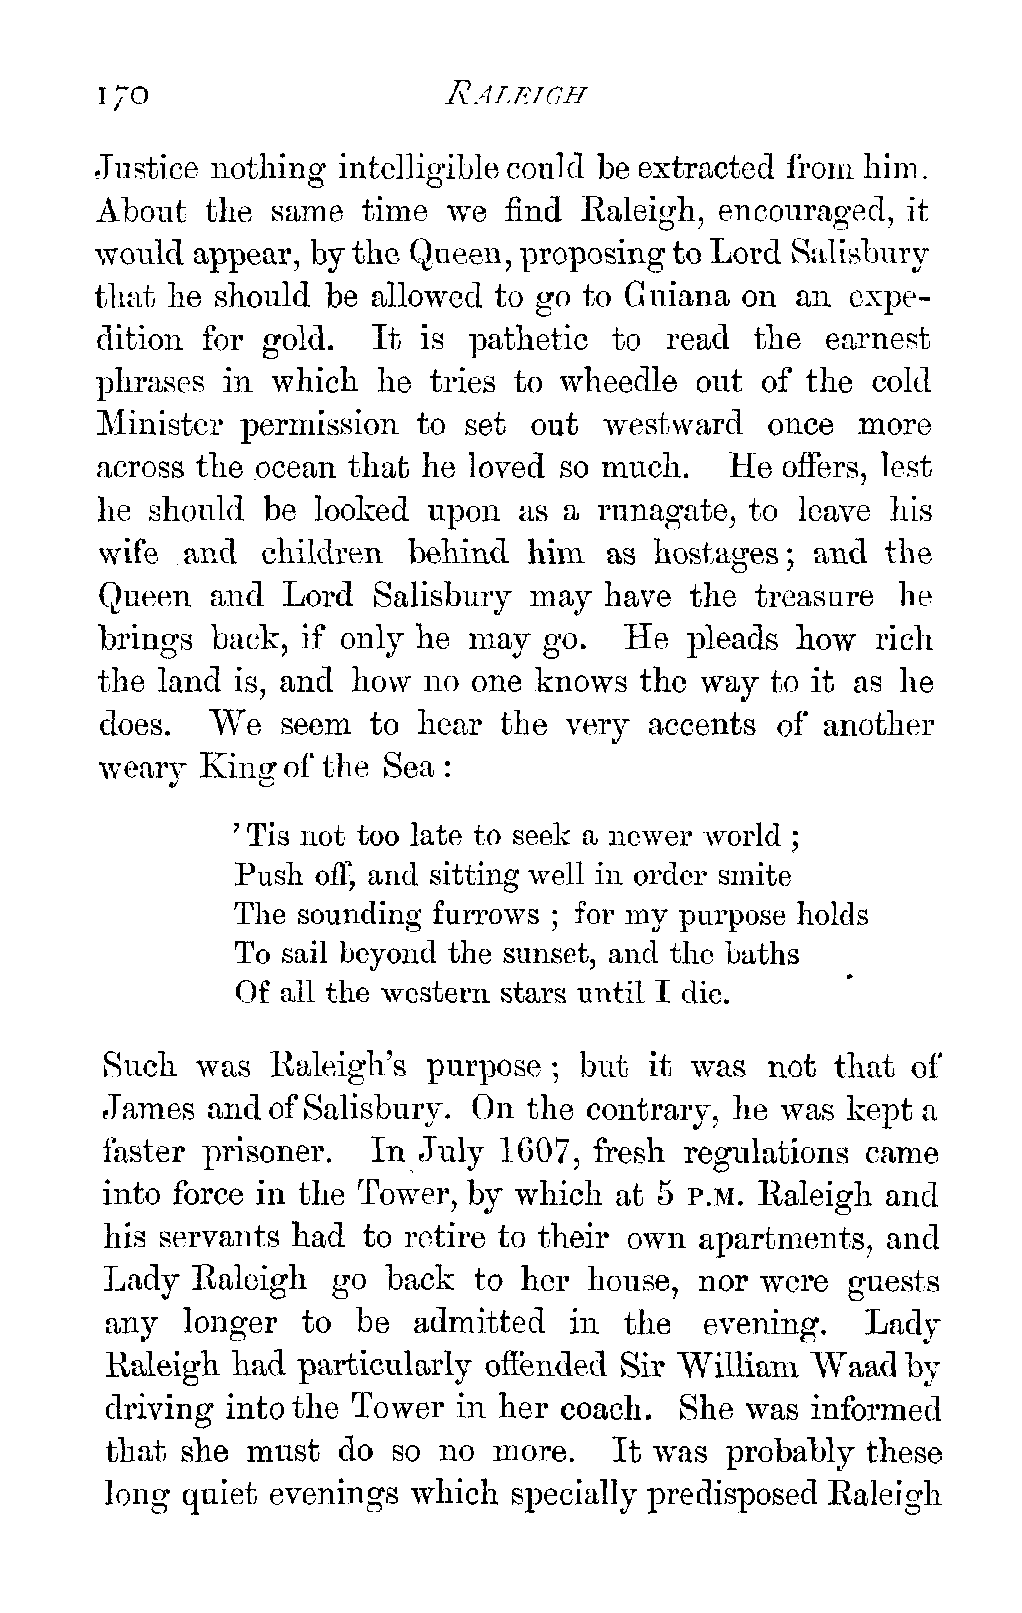 170 RALEIGH
Justice nothing intelligible could be extracted from him.
About the same time we find Raleigh, encouraged, it
would appear, by the Queen, proposing to Lord Salisbury
that he should be allowed to go to Guiana on an expe-
dition for gold. It is pathetic to read the earnest
phrases in which he tries to wheedle out of the cold
Minister permission to set out westward once more
across the ocean that he loved so much. He offers, lest
he should be looked upon as a runagate, to leave his
wife and children behind him as hostages; and the
Queen and Lord Salisbury may have the treasure he
brings back, if only he may go. He pleads how rich
the land is, and how no one knows the way to it as he
does. We seem to hear the very accents of another
weary King of the Sea:
'Tis not too late to seek a newer world;
Push off, and sitting well in order smite
The sounding furrows; for my purpose holds
To sail beyond the sunset, and the baths
Of all the western stars until I die.
Such was Raleigh's purpose; but it was not that of
James and of Salisbury. On the contrary, he was kept a
faster prisoner. In July 1607, fresh regulations came
into force in the Tower, by which at 5 P.M. Raleigh and
his servants had to retire to their own apartments, and
Lady Raleigh go back to her house, nor were guests
any longer to be admitted in the evening. Lady
Raleigh had particularly offended Sir William Waad by
driving into the Tower in her coach. She was informed
that she must do so no more. It was probably these
long quiet evenings which specially predisposed Raleigh